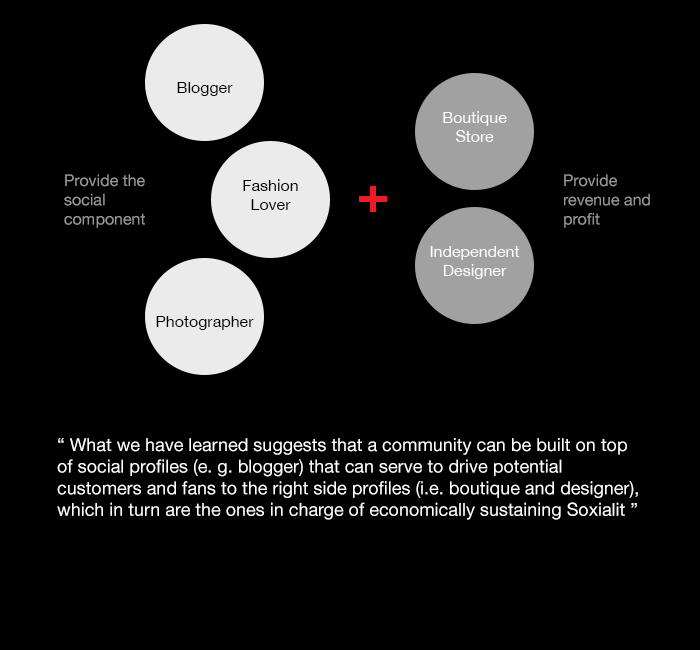 Blogger
Boutique
Store
Provide the
social
component
Fashion
Lover
Provide
revenue and
profit
Independent
Designer
Photographer
“ What we have learned suggests that a community can be built on top
of social profiles (e. g. blogger) that can serve to drive potential
customers and fans to the right side profiles (i.e. boutique and designer),
which in turn are the ones in charge of economically sustaining Soxialit ”